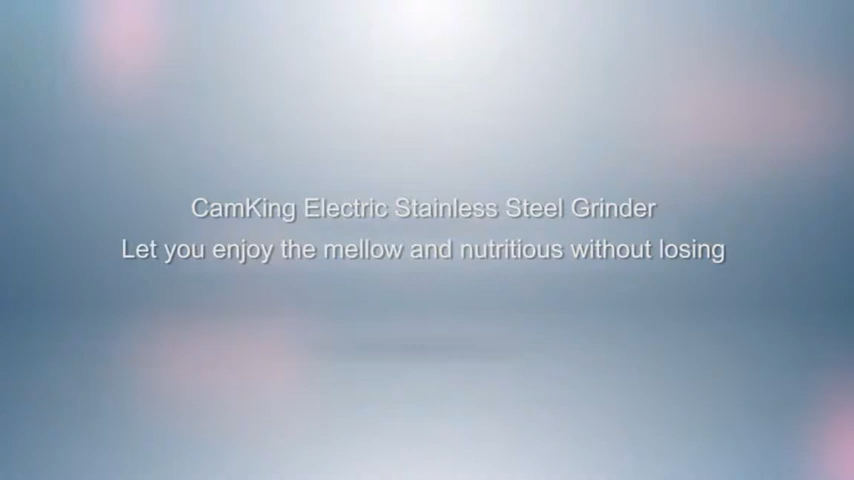 CamKing Electric Stainless Steel Grinder
Let you enjoy the mellow and nutritious without losing